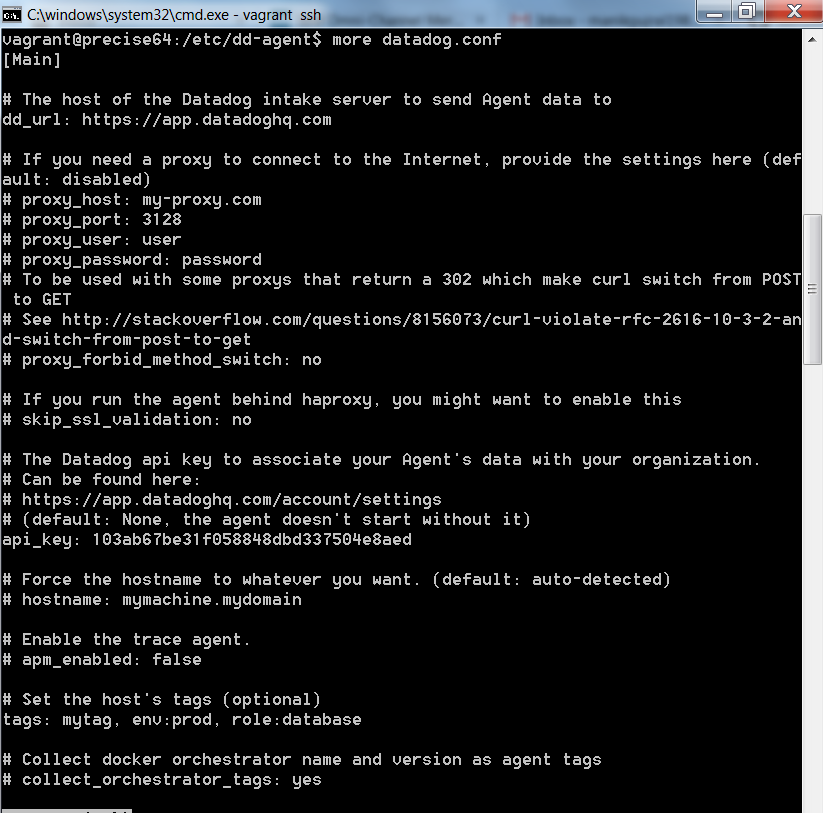 C:\windows\system32\cmd.exe - vagrant ssh
vagrant@precise64:/etc/dd-agent$ more datadog.conf
[Main]
# The host of the Datadog intake server to send Agent data to
dd_url: https://app.datadoghq.com
# If you need a proxy to connect to the Internet, provide the settings here (def
ault: disabled)
# proxy_host: my-proxy.com
# proxy_port: 3128
# proxy_user: user
# proxy_password: password
# To be used with some proxys that return a 302 which make curl switch from POST
 to GET
# See http://stackoverflow.com/questions/8156073/curl-violate-rfc-2616-10-3-2-an
d-switch-from-post-to-get
# proxy_forbid_method_switch: no
# If you run the agent behind haproxy, you might want to enable this
# skip_ssl_validation: no
# The Datadog api key to associate your Agent's data with your organization.
# Can be found here:
# https://app.datadoghq.com/account/settings
# (default: None, the agent doesn't start without it)
api_key: 103ab67be31f058848dbd337504e8aed
# Force the hostname to whatever you want. (default: auto-detected)
# hostname: mymachine.mydomain
# Enable the trace agent.
# apm_enabled: false
# Set the host's tags (optional)
tags: mytag, env:prod, role:database
# Collect docker orchestrator name and version as agent tags
# collect_orchestrator_tags: yes